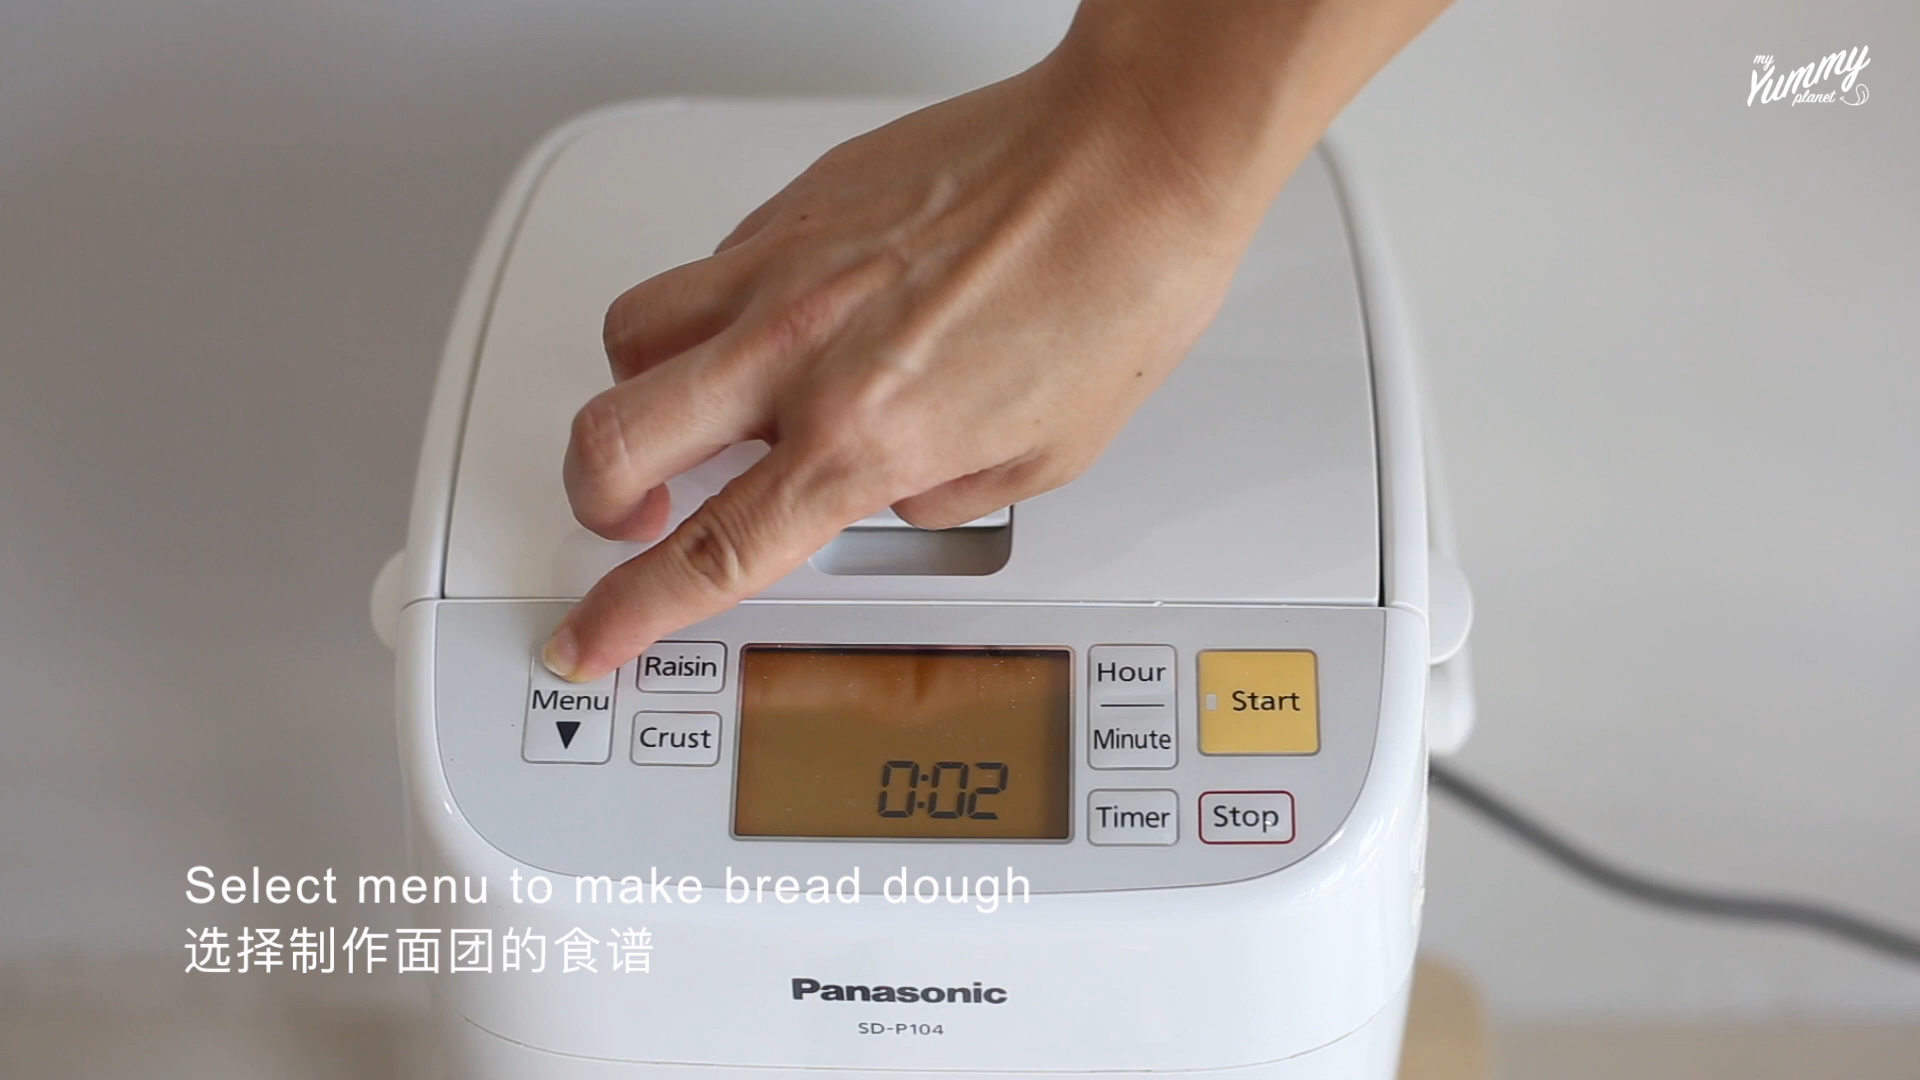 my
Yummy
planet
Raisin
Menu
▼
Crust
0:02
Hour
Minute
Start
Timer
Stop
Select menu to make bread dough
选择制作面团的食谱
Panasonic
SD-P104